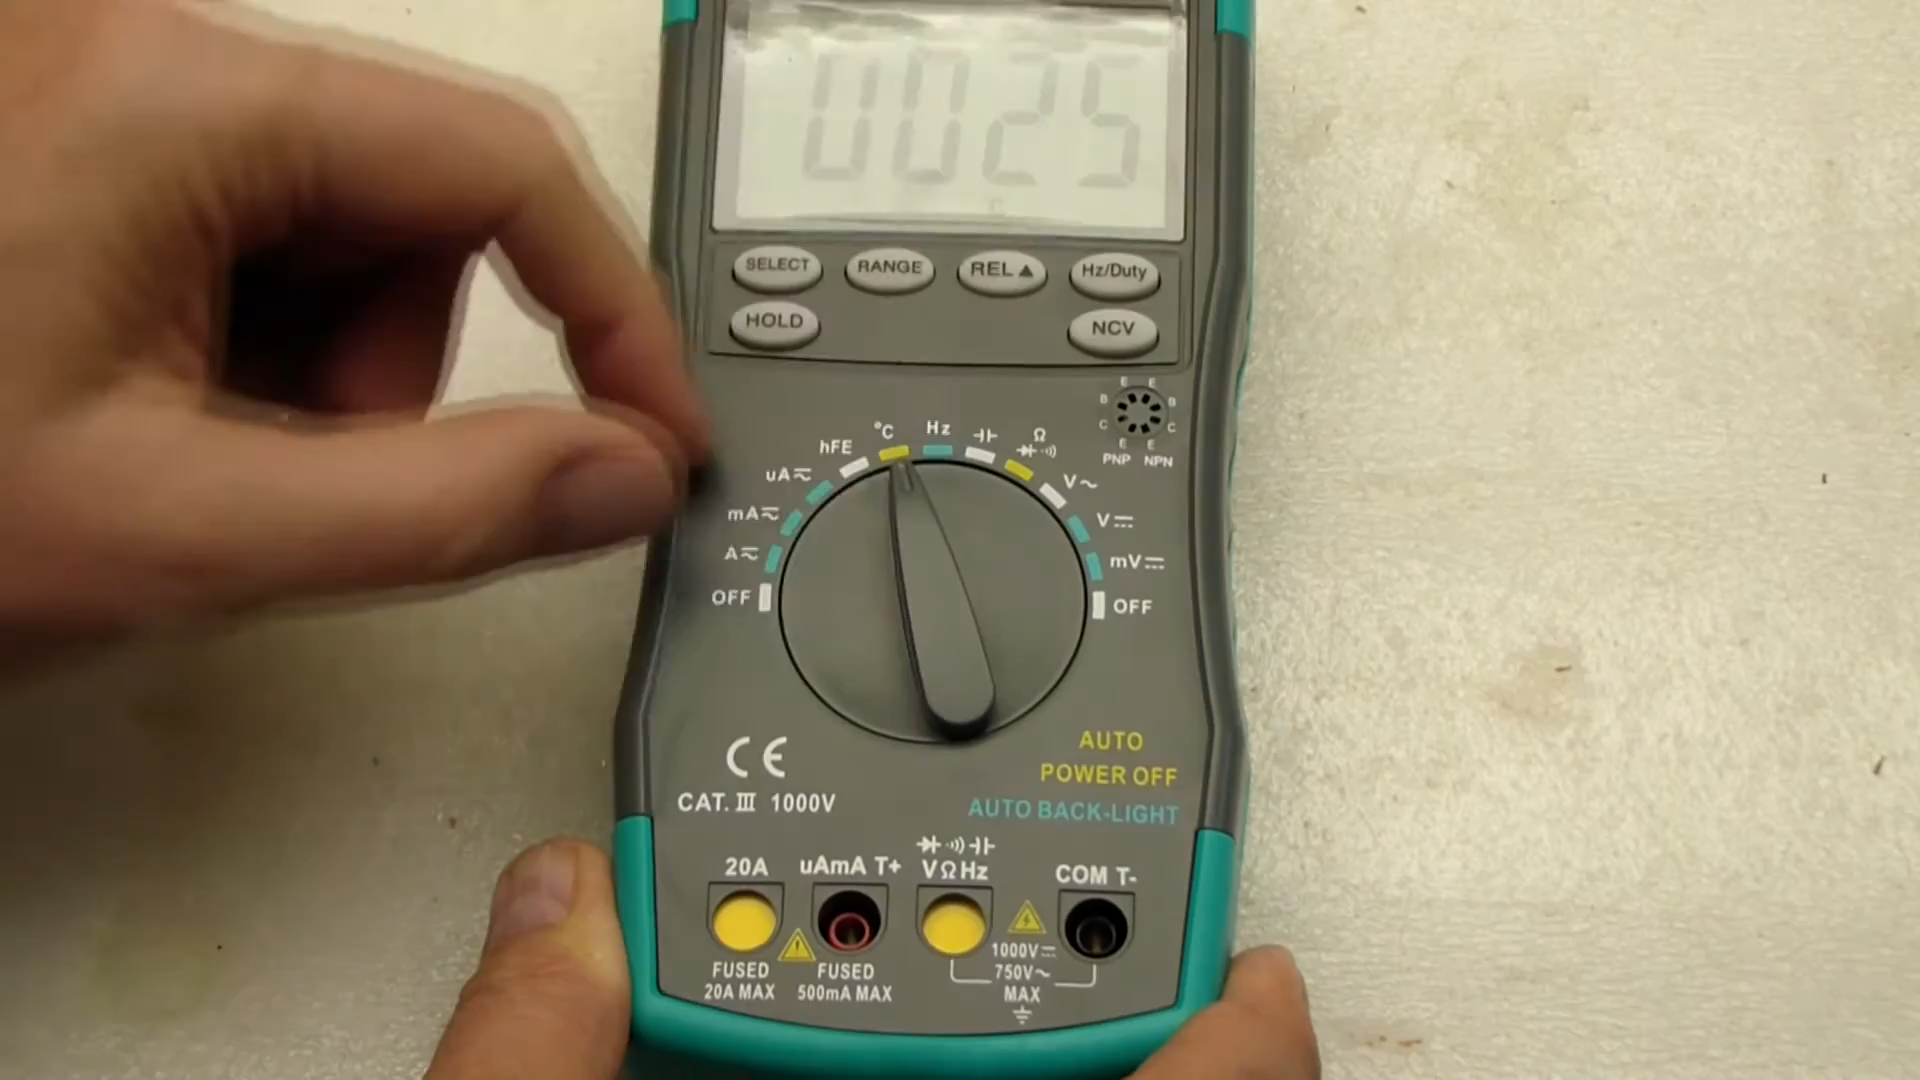 0025
SELECT RANGE REL▲ Hz/Duty
HOLD NCV
E E
B B
C C
E E
PNP NPN
°C Hz Ω
hFE
uA
V~
mA
V
A
mV
OFF OFF
CE
CAT. III 1000V
AUTO
POWER OFF
AUTO BACK-LIGHT
20A uAmA T+ VΩHz COM T-
FUSED
20A MAX
FUSED
500mA MAX
1000V
750V~
MAX